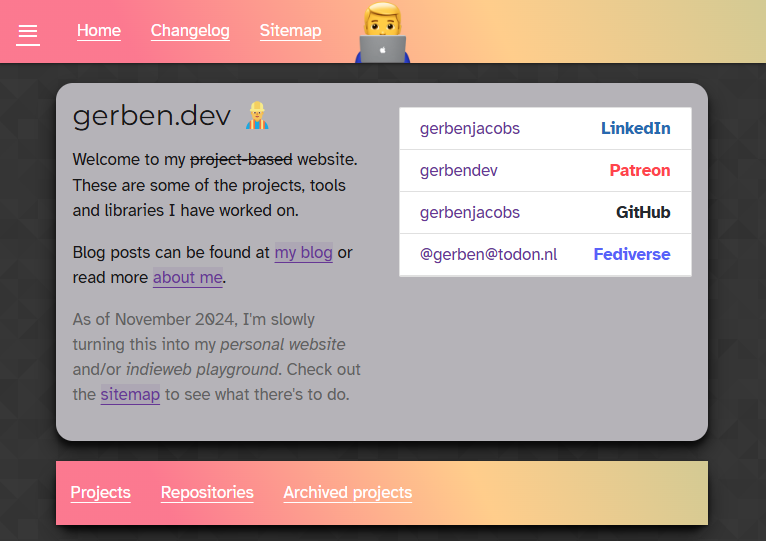 Home Changelog Sitemap
gerben.dev
Welcome to my project-based website.
These are some of the projects, tools
and libraries I have worked on.
Blog posts can be found at my blog or
read more about me.
As of November 2024, I'm slowly
turning this into my personal website
and/or indieweb playground. Check out
the sitemap to see what there's to do.
gerbenjacobs LinkedIn
gerbendev Patreon
gerbenjacobs GitHub
@gerben@todon.nl Fediverse
Projects Repositories Archived projects